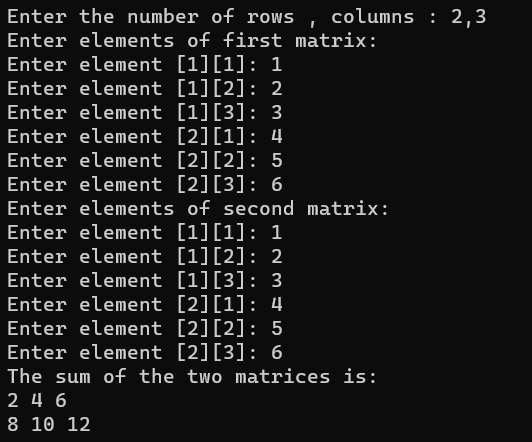 Enter the number of rows , columns : 2,3
Enter elements of first matrix:
Enter element [1][1]: 1
Enter element [1][2]: 2
Enter element [1][3]: 3
Enter element [2][1]: 4
Enter element [2][2]: 5
Enter element [2][3]: 6
Enter elements of second matrix:
Enter element [1][1]: 1
Enter element [1][2]: 2
Enter element [1][3]: 3
Enter element [2][1]: 4
Enter element [2][2]: 5
Enter element [2][3]: 6
The sum of the two matrices is:
2 4 6
8 10 12